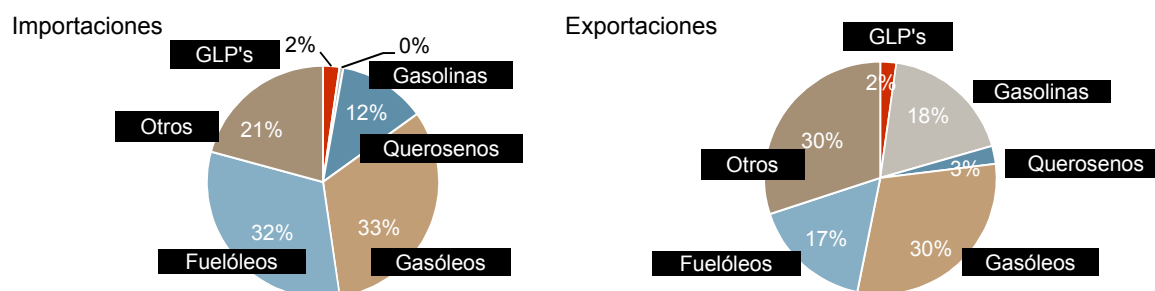 Importaciones
GLP's
2%
0%
Gasolinas
12%
Otros
21%
Querosenos
32%
33%
Fuelóleos
Gasóleos
Exportaciones
GLP's
2%
Gasolinas
18%
Otros
30%
Querosenos
3%
17%
30%
Fuelóleos
Gasóleos